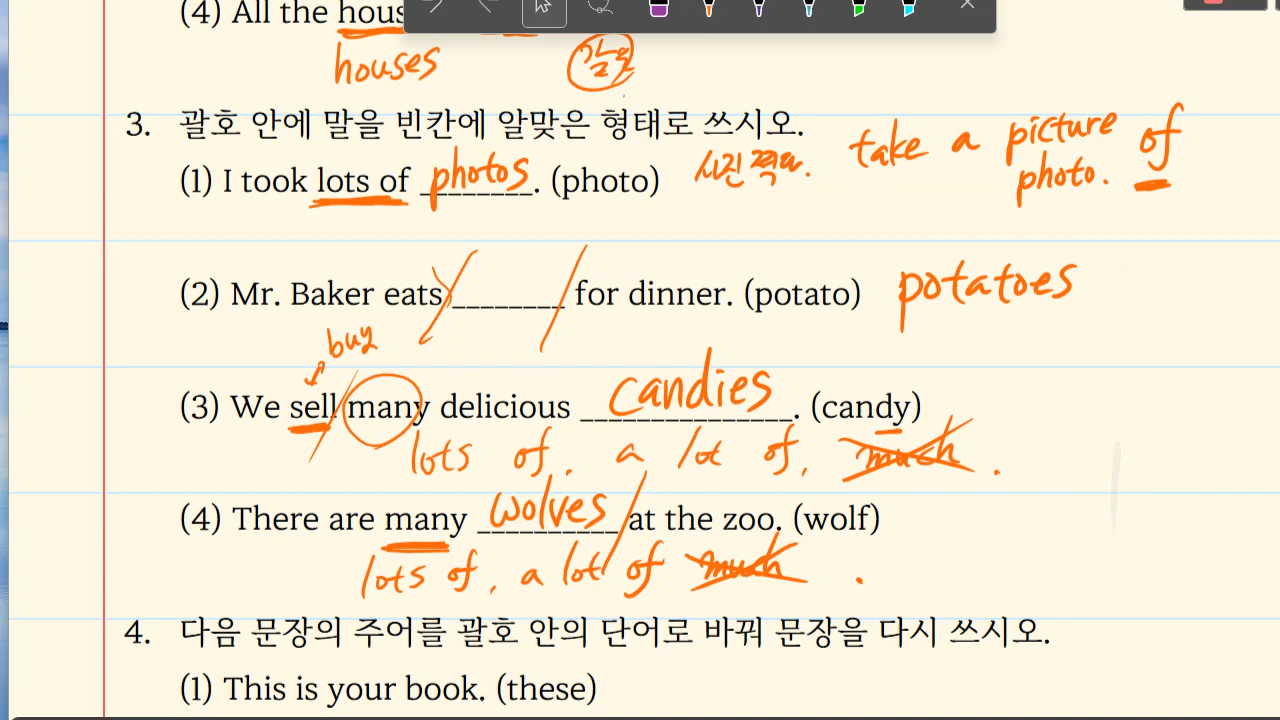 (4) All the hous
houses
3. 괄호 안에 말을 빈칸에 알맞은 형태로 쓰시오.
take a picture of
photo.
(1) I took lots of photos. (photo) 사진 찍다.
(2) Mr. Baker eats ________ for dinner. (potato) potatoes
buy
(3) We sell many delicious candies. (candy)
lots of, a lot of, much.
(4) There are many wolves at the zoo. (wolf)
lots of, a lot of much.
4. 다음 문장의 주어를 괄호 안의 단어로 바꿔 문장을 다시 쓰시오.
(1) This is your book. (these)